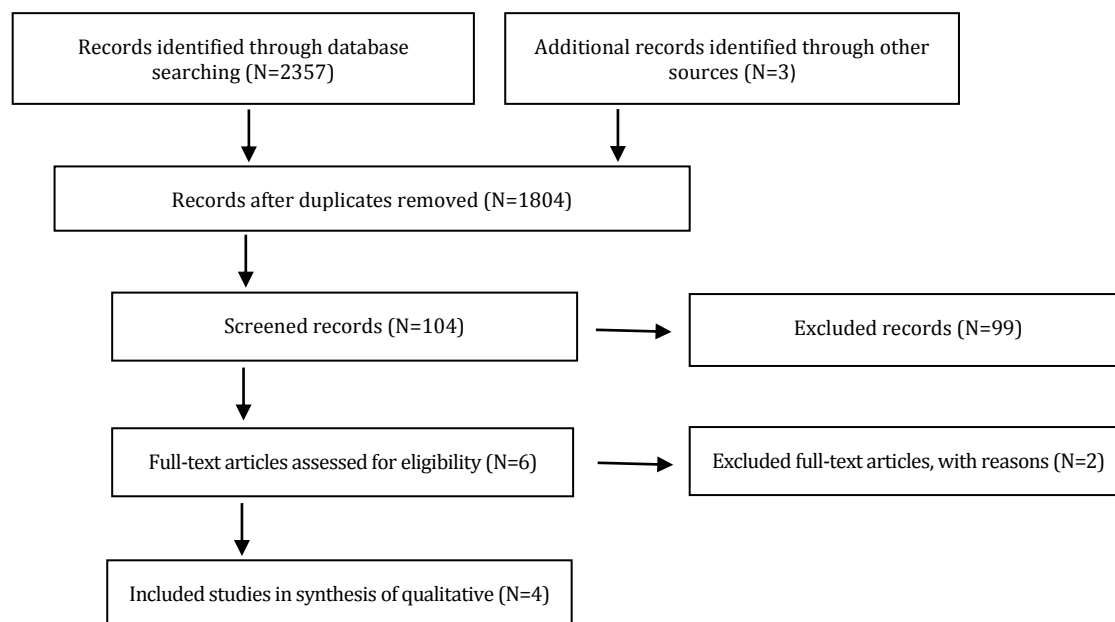 Records identified through database
searching (N=2357)
Additional records identified through other
sources (N=3)
Records after duplicates removed (N=1804)
Screened records (N=104)
Excluded records (N=99)
Full-text articles assessed for eligibility (N=6)
Excluded full-text articles, with reasons (N=2)
Included studies in synthesis of qualitative (N=4)